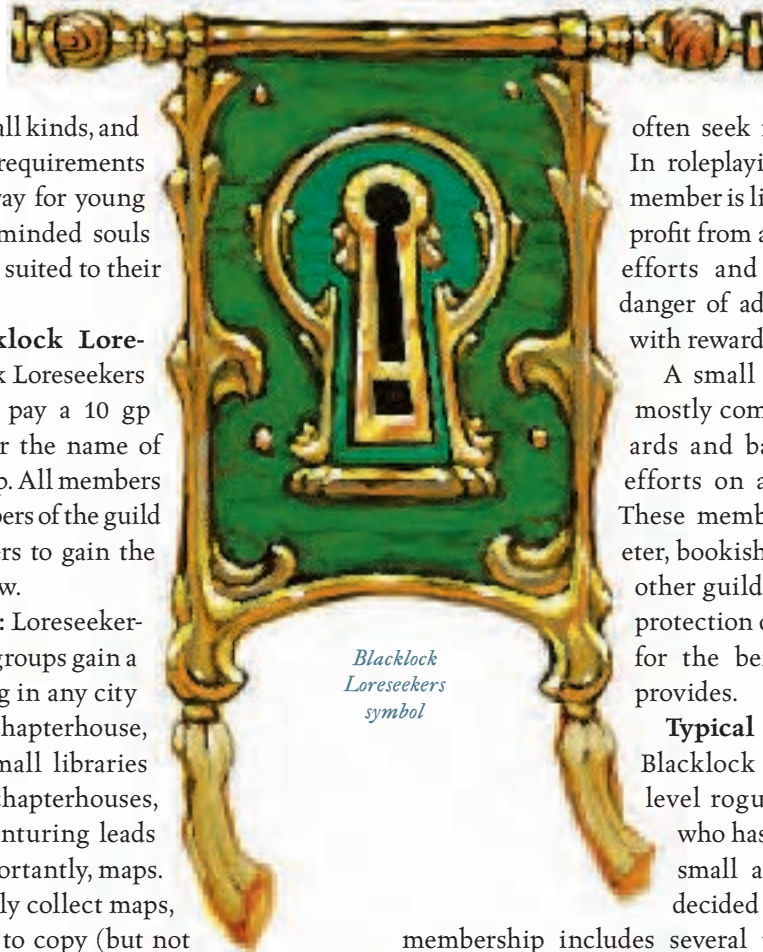 all kinds, and
requirements
for young
minded souls
suited to their
klock Lore-
k Loreseekers
pay a 10 gp
r the name of
p. All members
bers of the guild
ers to gain the
w.
: Loreseeker-
groups gain a
g in any city
hapterhouse,
mall libraries
chapterhouses,
nturing leads
ortantly, maps.
ly collect maps,
to copy (but not
Blacklock
Loreseekers
symbol
often seek
In roleplayi
member is li
profit from a
efforts and
danger of ad
with reward
A small
mostly com
ards and ba
efforts on a
These memb
eter, bookish
other guild
protection
for the be
provides.
Typical
Blacklock
level rogu
who has
small a
decided
membership includes several